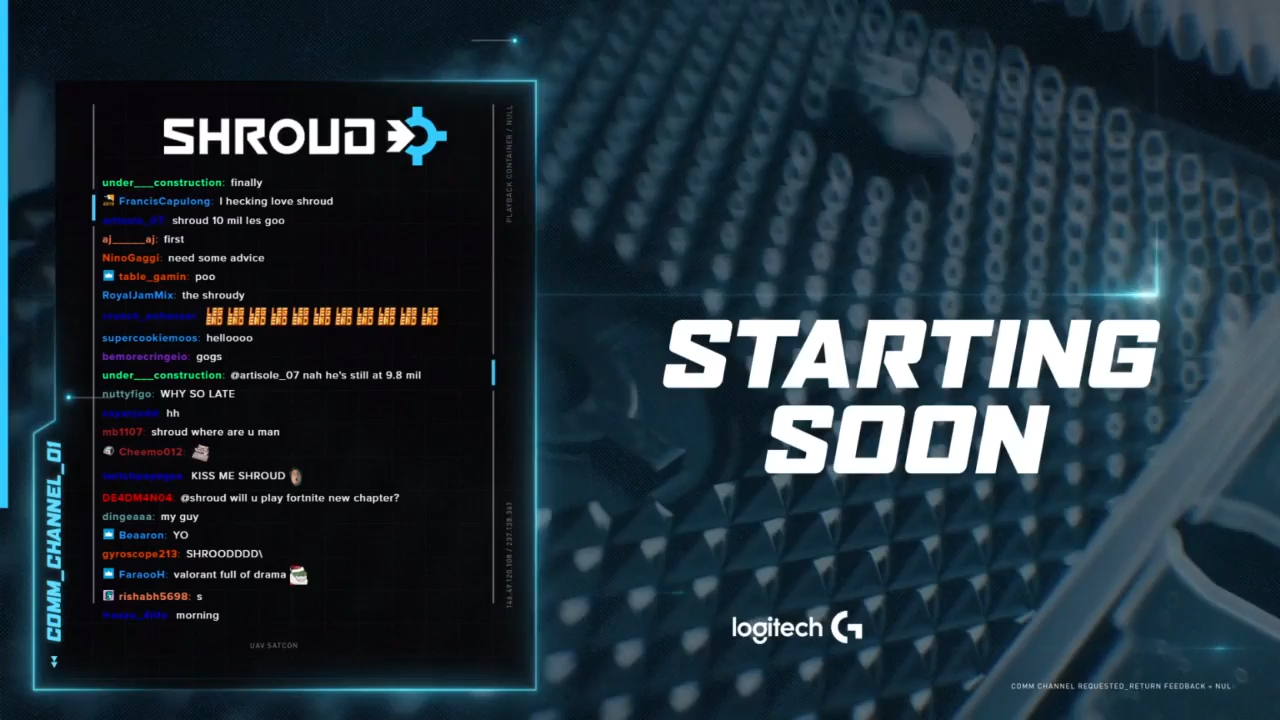 SHROUD
under___construction: finally
FrancisCapulong: I hecking love shroud
artisole_07: shroud 10 mil les goo
aj_____aj: first
NinoGaggi: need some advice
table_gamin: poo
RoyalJamMix: the shroudy
supercookiemoos: helloooo
bemorecringeio: gogs
under___construction: @artisole_07 nah he's still at 9.8 mil
nuttyfigo: WHY SO LATE
hh
mb1107: shroud where are u man
Cheemo012:
KISS ME SHROUD
DE4DM4N04: @shroud will u play fortnite new chapter?
dingeaaa: my guy
Beaaron: YO
gyroscope213: SHROODDDD\
FaraooH: valorant full of drama
rishabh5698: s
morning
UAV SATCON
COMM_CHANNEL_01
PLAYBACK CONTAINER / NULL
STARTING
SOON
logitech G
COMM CHANNEL REQUESTED_RETURN FEEDBACK = NUL